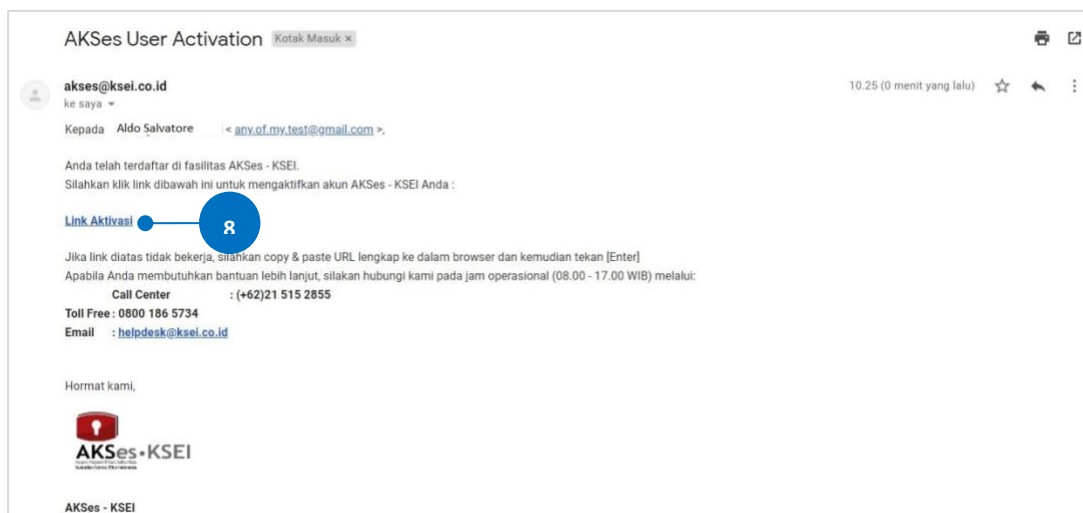 AKSes User Activation Kotak Masuk ×
akses@ksei.co.id 10.25 (0 menit yang lalu)
ke saya
Kepada Aldo Salvatore < any.of.my.test@gmail.com >,
Anda telah terdaftar di fasilitas AKSes - KSEI.
Silahkan klik link dibawah ini untuk mengaktifkan akun AKSes - KSEI Anda :
Link Aktivasi 8
Jika link diatas tidak bekerja, silahkan copy & paste URL lengkap ke dalam browser dan kemudian tekan [Enter]
Apabila Anda membutuhkan bantuan lebih lanjut, silakan hubungi kami pada jam operasional (08.00 - 17.00 WIB) melalui:
Call Center : (+62)21 515 2855
Toll Free : 0800 186 5734
Email : helpdesk@ksei.co.id
Hormat kami,
AKSes•KSEI
AKSes - KSEI